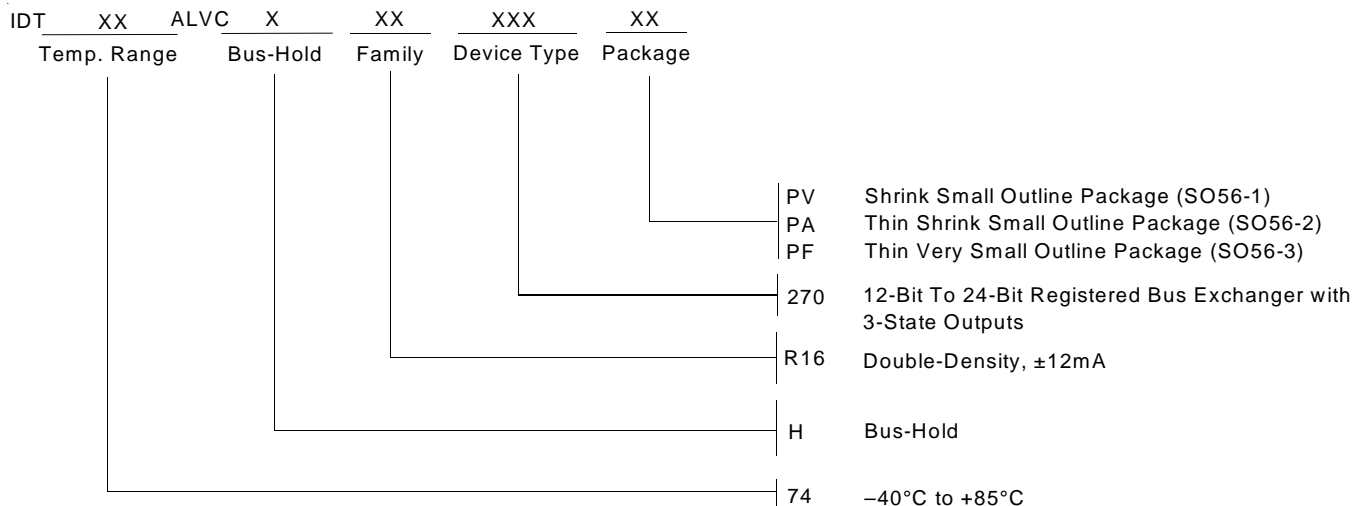 IDT XX ALVC X XX XXX XX
Temp. Range Bus-Hold Family Device Type Package
PV Shrink Small Outline Package (SO56-1)
PA Thin Shrink Small Outline Package (SO56-2)
PF Thin Very Small Outline Package (SO56-3)
270 12-Bit To 24-Bit Registered Bus Exchanger with
3-State Outputs
R16 Double-Density, ±12mA
H Bus-Hold
74 –40°C to +85°C